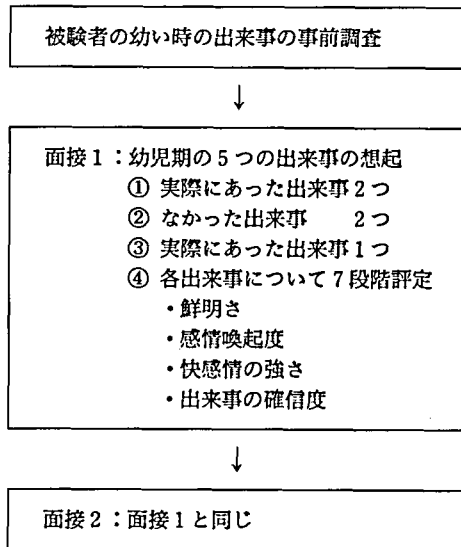 被験者の幼い時の出来事の事前調査
↓
面接1:幼児期の5つの出来事の想起
① 実際にあった出来事2つ
② なかった出来事 2つ
③ 実際にあった出来事1つ
④ 各出来事について7段階評定
・鮮明さ
・感情喚起度
・快感情の強さ
・出来事の確信度
↓
面接2:面接1と同じ